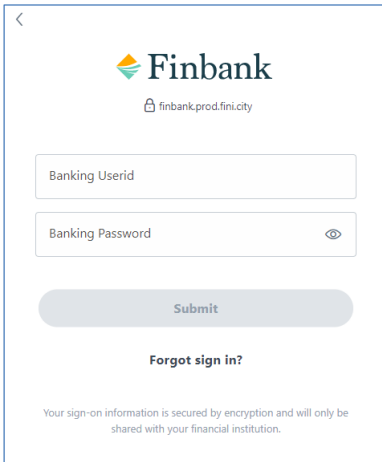 Finbank
finbank.prod.fini.city
Banking Userid
Banking Password
Submit
Forgot sign in?
Your sign-on information is secured by encryption and will only be
shared with your financial institution.